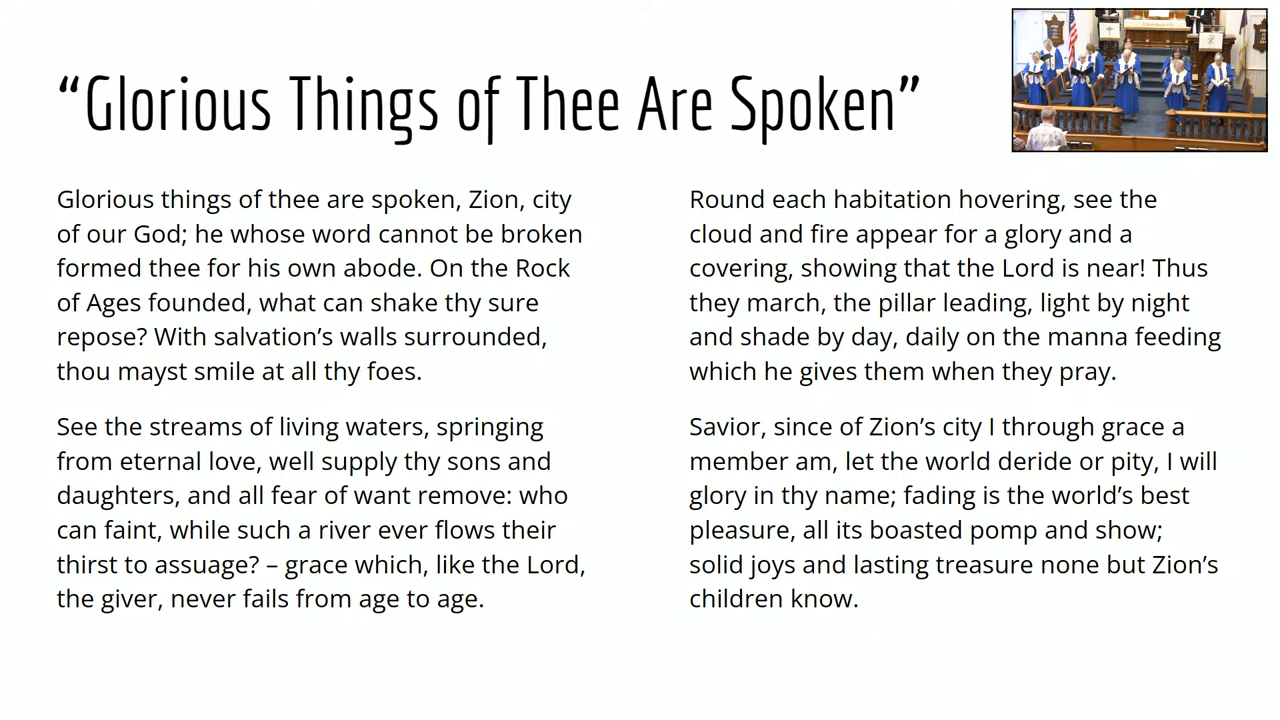 “Glorious Things of Thee Are Spoken”
Glorious things of thee are spoken, Zion, city
of our God; he whose word cannot be broken
formed thee for his own abode. On the Rock
of Ages founded, what can shake thy sure
repose? With salvation’s walls surrounded,
thou mayst smile at all thy foes.
See the streams of living waters, springing
from eternal love, well supply thy sons and
daughters, and all fear of want remove: who
can faint, while such a river ever flows their
thirst to assuage? – grace which, like the Lord,
the giver, never fails from age to age.
Round each habitation hovering, see the
cloud and fire appear for a glory and a
covering, showing that the Lord is near! Thus
they march, the pillar leading, light by night
and shade by day, daily on the manna feeding
which he gives them when they pray.
Savior, since of Zion’s city I through grace a
member am, let the world deride or pity, I will
glory in thy name; fading is the world’s best
pleasure, all its boasted pomp and show;
solid joys and lasting treasure none but Zion’s
children know.